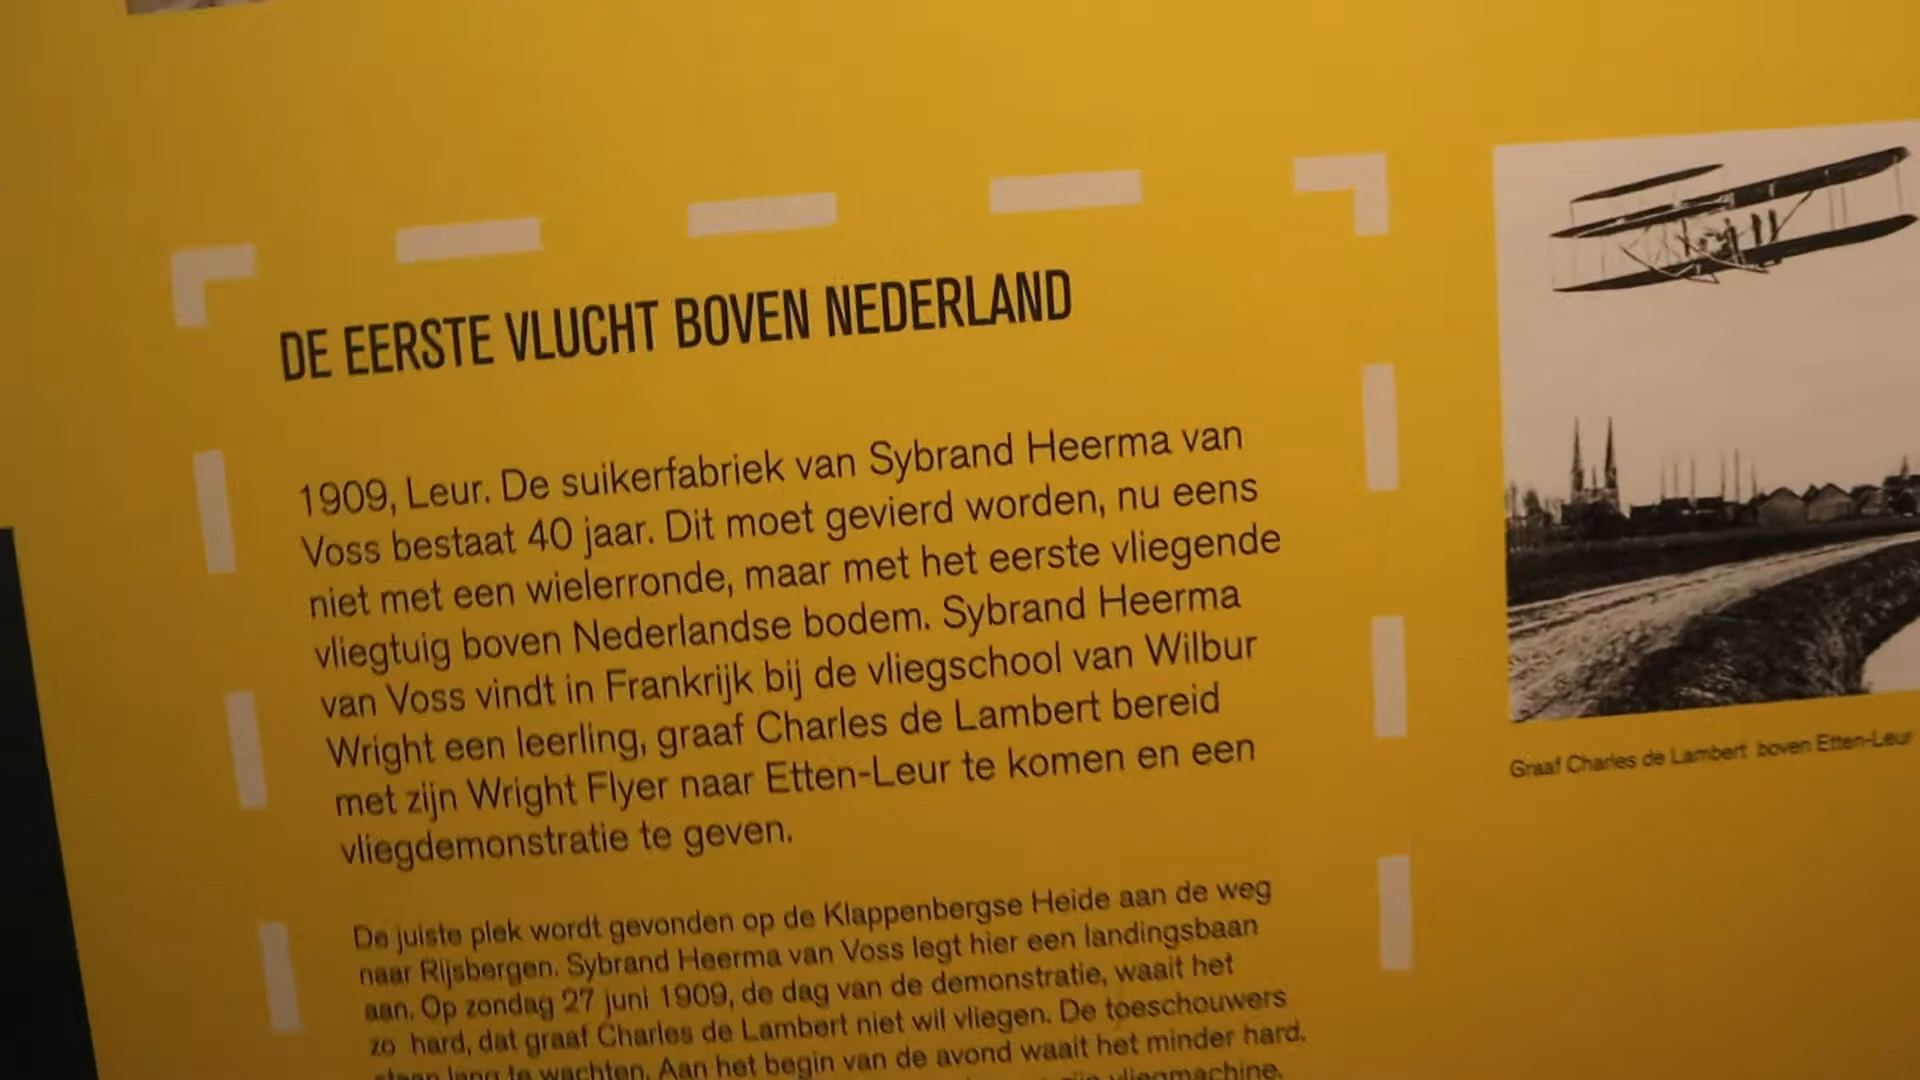 DE EERSTE VLUCHT BOVEN NEDERLAND
1909, Leur. De suikerfabriek van Sybrand Heerma van
Voss bestaat 40 jaar. Dit moet gevierd worden, nu eens
niet met een wielerronde, maar met het eerste vliegende
vliegtuig boven Nederlandse bodem. Sybrand Heerma
van Voss vindt in Frankrijk bij de vliegschool van Wilbur
Wright een leerling, graaf Charles de Lambert bereid
met zijn Wright Flyer naar Etten-Leur te komen en een
vliegdemonstratie te geven.
De juiste plek wordt gevonden op de Klappenbergse Heide aan de weg
naar Rijsbergen. Sybrand Heerma van Voss legt hier een landingsbaan
aan. Op zondag 27 juni 1909, de dag van de demonstratie, waait het
zo hard, dat graaf Charles de Lambert niet wil vliegen. De toeschouwers
staan lang te wachten. Aan het begin van de avond waait het minder hard.
zijn vliegmachine.
Graaf Charles de Lambert boven Etten-Leur